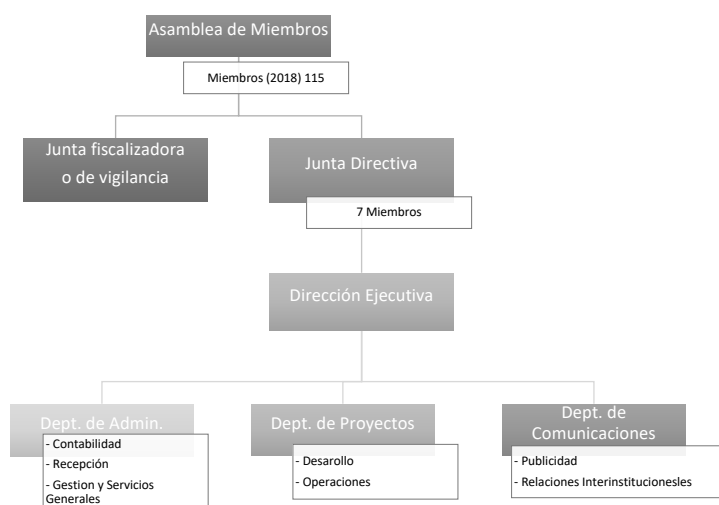 Asamblea de Miembros
Miembros (2018) 115
Junta fiscalizadora
o de vigilancia
Junta Directiva
7 Miembros
Dirección Ejecutiva
Dept. de Admin.
- Contabilidad
- Recepción
- Gestion y Servicios
Generales
Dept. de Proyectos
- Desarollo
- Operaciones
Dept. de
Comunicaciones
- Publicidad
- Relaciones Interinstitucionesles